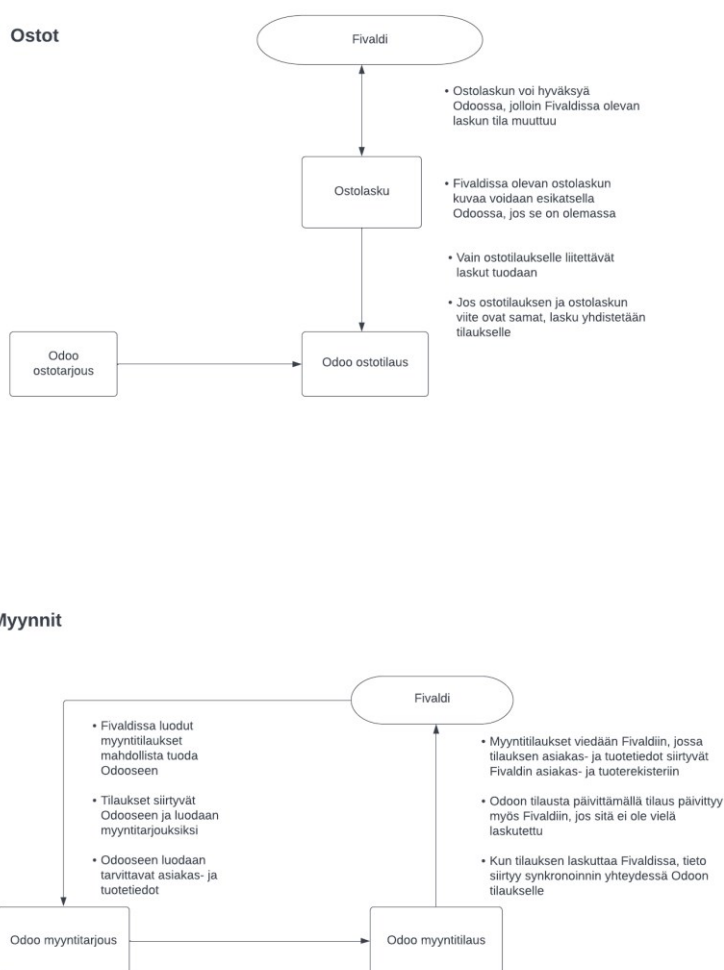 Ostot
Fivaldi
• Ostolaskun voi hyväksyä
Odoossa, jolloin Fivaldissa olevan
laskun tila muuttuu
Ostolasku
• Fivaldissa olevan ostolaskun
kuvaa voidaan esikatsella
Odoossa, jos se on olemassa
• Vain ostotilaukselle liitettävät
laskut tuodaan
• Jos ostotilauksen ja ostolaskun
viite ovat samat, lasku yhdistetään
tilaukselle
Odoo
ostotarjous
Odoo ostotilaus
Myynnit
Fivaldi
• Fivaldissa luodut
myyntitilaukset
mahdollista tuoda
Odooseen
• Tilaukset siirtyvät
Odooseen ja luodaan
myyntitarjouksiksi
• Odooseen luodaan
tarvittavat asiakas- ja
tuotetiedot
• Myyntitilaukset viedään Fivaldiin, jossa
tilauksen asiakas- ja tuotetiedot siirtyvät
Fivaldin asiakas- ja tuoterekisteriin
• Odoon tilausta päivittämällä tilaus päivittyy
myös Fivaldiin, jos sitä ei ole vielä
laskutettu
• Kun tilauksen laskuttaa Fivaldissa, tieto
siirtyy synkronoinnin yhteydessä Odoon
tilaukselle
Odoo myyntitarjous
Odoo myyntitilaus